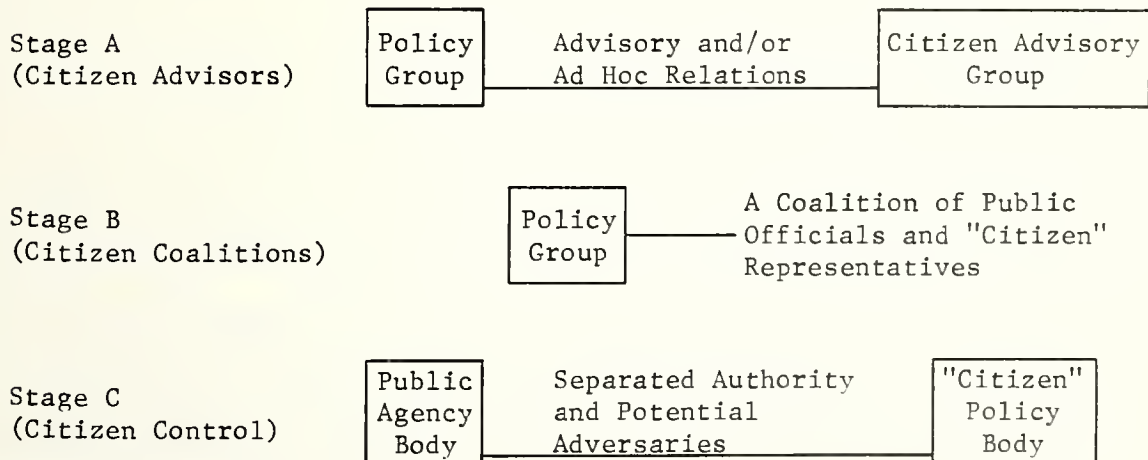 Stage A
(Citizen Advisors)
Policy
Group
Advisory and/or
Ad Hoc Relations
Citizen Advisory
Group
Stage B
(Citizen Coalitions)
Policy
Group
A Coalition of Public
Officials and "Citizen"
Representatives
Stage C
(Citizen Control)
Public
Agency
Body
Separated Authority
and Potential
Adversaries
"Citizen"
Policy
Body